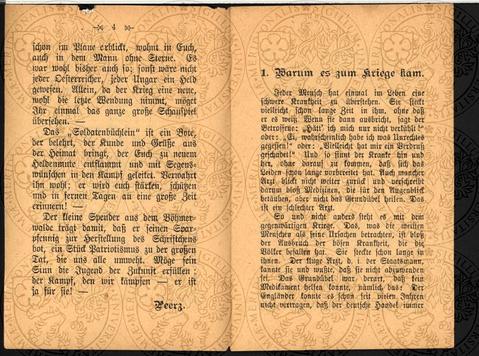 4
schon im Plane erblickt, wohnt in Euch,
auch in dem Mann ohne Sterne. Es
war wohl bisher auch so; sonst wäre nicht
jeder Oesterreicher, jeder Ungar ein Held
gewesen. Allein, da der Krieg eine neue,
wohl die letzte Wendung nimmt, möget
Ihr einmal das ganze große Schauspiel
übersehen. —
Das „Soldatenbüchlein“ ist ein Bote,
der belehrt, der Kunde und Grüße aus
der Heimat bringt, der Euch zu neuem
Heldenmute entflammt und mit Segens-
wünschen in den Kampf geleitet. Verwahrt
ihn wohl; er wird euch stärken, schützen
und in fernen Tagen an eine große Zeit
erinnern! —
Der kleine Spender aus dem Böhmer-
walde trägt damit, daß er seinen Spar-
pfennig zur Herstellung des Schriftchens
gab, ein Stück Patriotismus zu der großen
Tat, die uns alle umweht. Möge sein
Sinn die Jugend der Zukunft erfüllen:
der Kampf, den wir kämpfen — er ist
ja für sie! —
Peerz.
1. Warum es zum Kriege kam.
Jeder Mensch hat einmal im Leben eine
schwere Krankheit zu überstehen. Sie steckt
vielleicht schon lange Zeit in ihm, ohne daß
er es weiß. Wenn sie dann ausbricht, sagt der
Betroffene: „Hätt' ich mich nur nicht verkühlt!“
oder: „Ei, wahrscheinlich habe ich was Unrechtes
gegessen!“ oder: „Vielleicht hat mir ein Verdruß
geschadet!“ Und so sinnt der Kranke hin und
her, ohne darauf zu kommen, daß sich das
Leiden schon lange vorbereitet hat. Auch mancher
Arzt blickt nicht weiter zurück und verschreibt
darum bloß Medizinen, die für den Augenblick
betäuben, aber nicht das Grundübel heilen. Das
ist ein schlechter Arzt.
So und nicht anders steht es mit dem
gegenwärtigen Kriege. Das, was die meisten
Menschen als seine Ursachen betrachten, ist bloß
der Ausbruch der bösen Krankheit, die die
Völker befallen hat. Sie steckte schon lange in
ihnen. Der kluge Arzt, d. i. der Staatsmann,
kannte sie und wußte, daß sie nicht abzuwenden
sei. Das Grundübel war derart, daß kein
Medikament helfen konnte, nämlich das: Der
Engländer konnte es schon seit vielen Jahren
nicht vertragen, daß der deutsche Handel immer